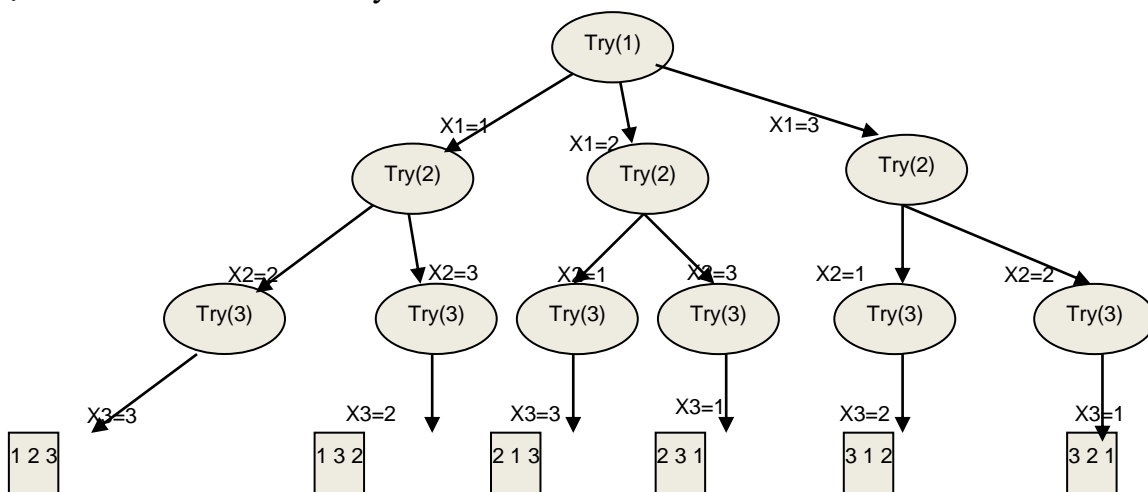 Try(1)
X1=1
X1=2
X1=3
Try(2)
Try(2)
Try(2)
X2=2
X2=3
X2=1
X2=3
X2=1
X2=2
Try(3)
Try(3)
Try(3)
Try(3)
Try(3)
Try(3)
X3=3
X3=2
X3=3
X3=1
X3=2
X3=1
1 2 3
1 3 2
2 1 3
2 3 1
3 1 2
3 2 1